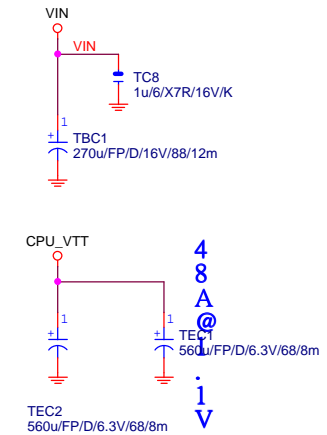 VIN
VIN
TC8
1u/6/X7R/16V/K
1
+
TBC1
270u/FP/D/16V/88/12m
CPU_VTT
48A@1.1V
1
+
1
+
TEC1
560u/FP/D/6.3V/68/8m
TEC2
560u/FP/D/6.3V/68/8m